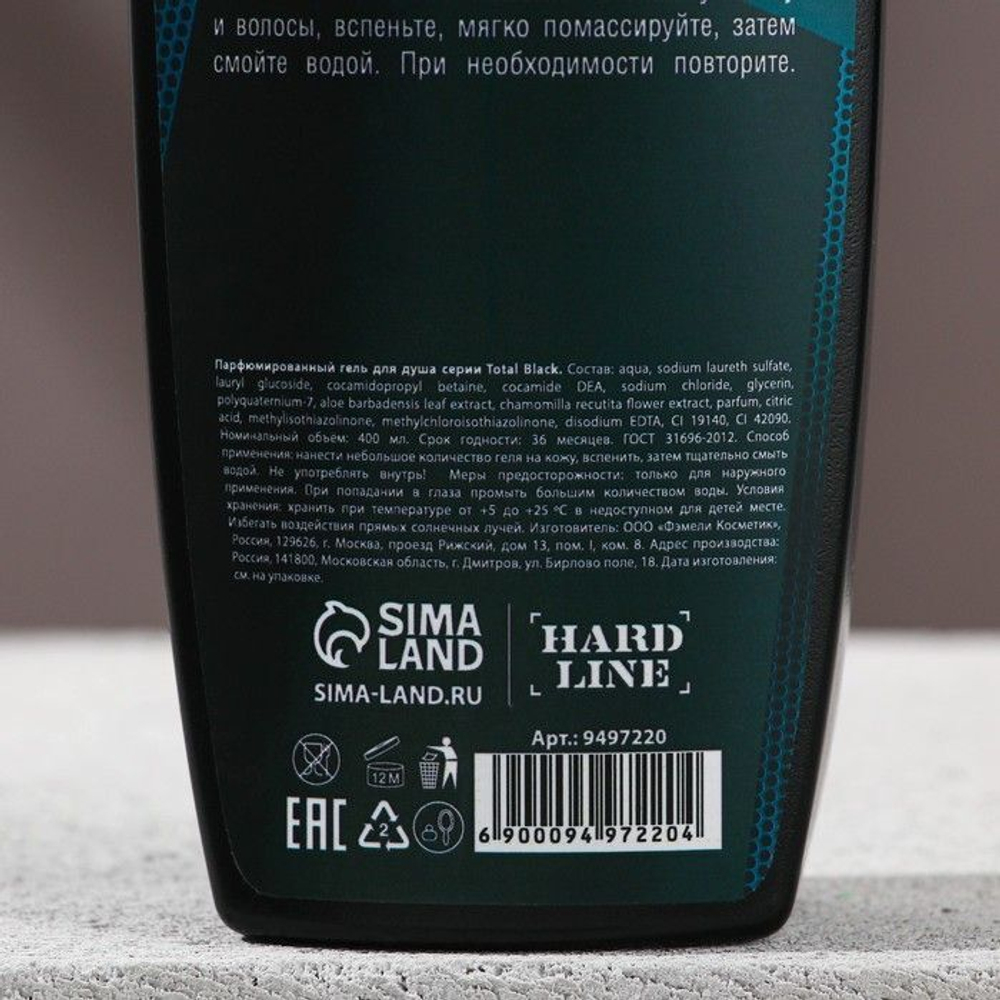 и волосы, вспеньте, мягко помассируйте, затем
смойте водой. При необходимости повторите.
Парфюмированный гель для душа серии Total Black. Состав: aqua, sodium laureth sulfate,
lauryl glucoside, cocamidopropyl betaine, cocamide DEA, sodium chloride, glycerin,
polyquaternium-7, aloe barbadensis leaf extract, chamomilla recutita flower extract, parfum, citric
acid, methylisothiazolinone, methylchloroisothiazolinone, disodium EDTA, CI 19140, CI 42090.
Номинальный объём: 400 мл. Срок годности: 36 месяцев. ГОСТ 31696-2012. Способ
применения: нанести небольшое количество геля на кожу, вспенить, затем тщательно смыть
водой. Не употреблять внутрь! Меры предосторожности: только для наружного
применения. При попадании в глаза промыть большим количеством воды. Условия
хранения: хранить при температуре от +5 до +25 °С в недоступном для детей месте.
Избегать воздействия прямых солнечных лучей. Изготовитель: ООО «Фэмели Косметик»,
Россия, 129626, г. Москва, проезд Рижский, дом 13, пом. I, ком. 8. Адрес производства:
Россия, 141800, Московская область, г. Дмитров, ул. Бирлово поле, 18. Дата изготовления:
см. на упаковке.
SIMA
LAND
SIMA-LAND.RU
HARD
LINE
Арт.: 9497220
12 M
EAC
2
6 900094 972204